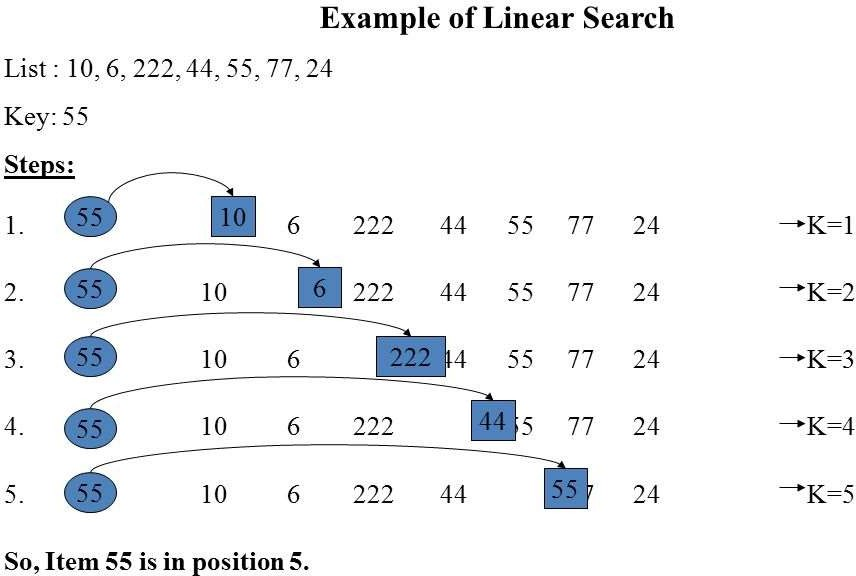 Example of Linear Search
List : 10, 6, 222, 44, 55, 77, 24
Key: 55
Steps:
1. 55 10 6 222 44 55 77 24 →K=1
2. 55 10 6 222 44 55 77 24 →K=2
3. 55 10 6 222 44 55 77 24 →K=3
4. 55 10 6 222 44 55 77 24 →K=4
5. 55 10 6 222 44 55 77 24 →K=5
So, Item 55 is in position 5.